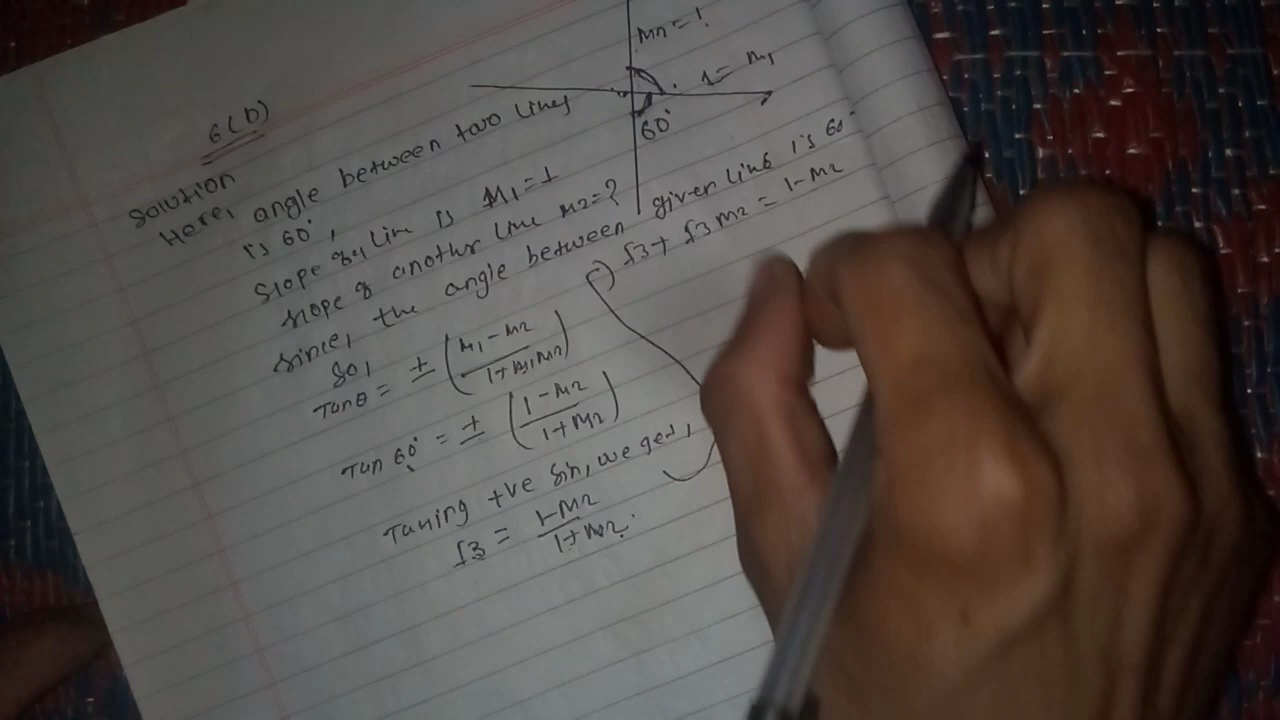 6(b)
Solution
Here, angle between two lines
is 60°,
Slope of 1 line is M1 = 1
slope of another line M2 = ?
since, the angle between given line is 60°
So,
Tanθ = ± (M1 - M2 / 1 + M1M2)
Tan 60° = ± (1 - M2 / 1 + M2)
Taking +ve sin, we get,
√3 = 1 - M2 / 1 + M2.
√3 + √3 M2 = 1 - M2
M2 = ?
1 = M1
60°